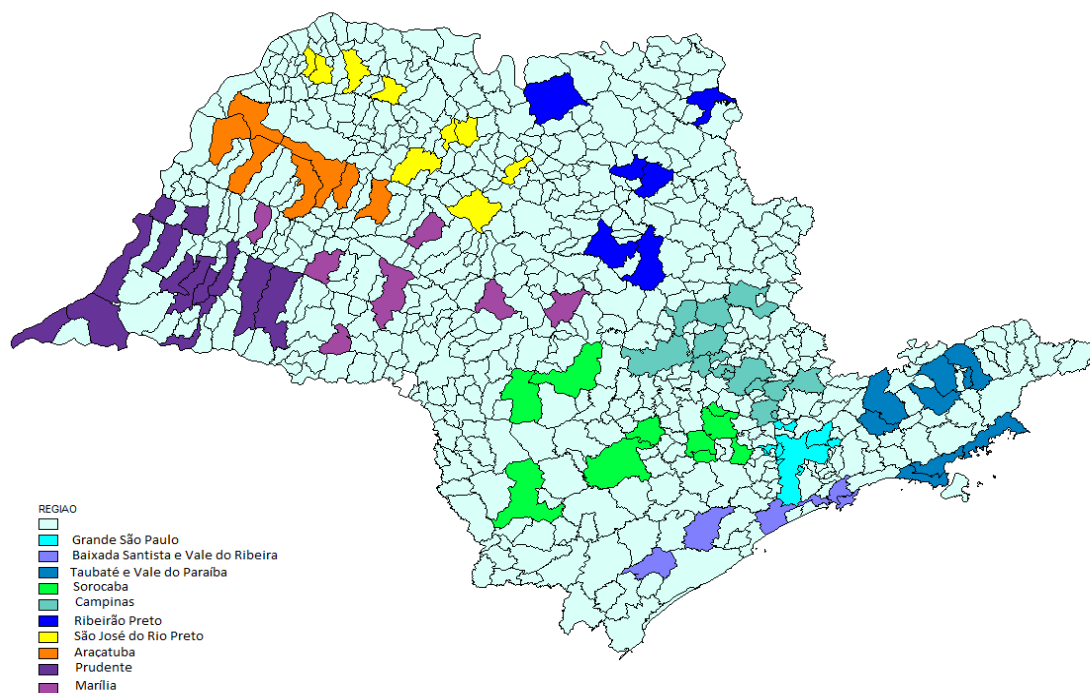 REGIAO
Grande São Paulo
Baixada Santista e Vale do Ribeira
Taubaté e Vale do Paraíba
Sorocaba
Campinas
Ribeirão Preto
São José do Rio Preto
Araçatuba
Prudente
Marília